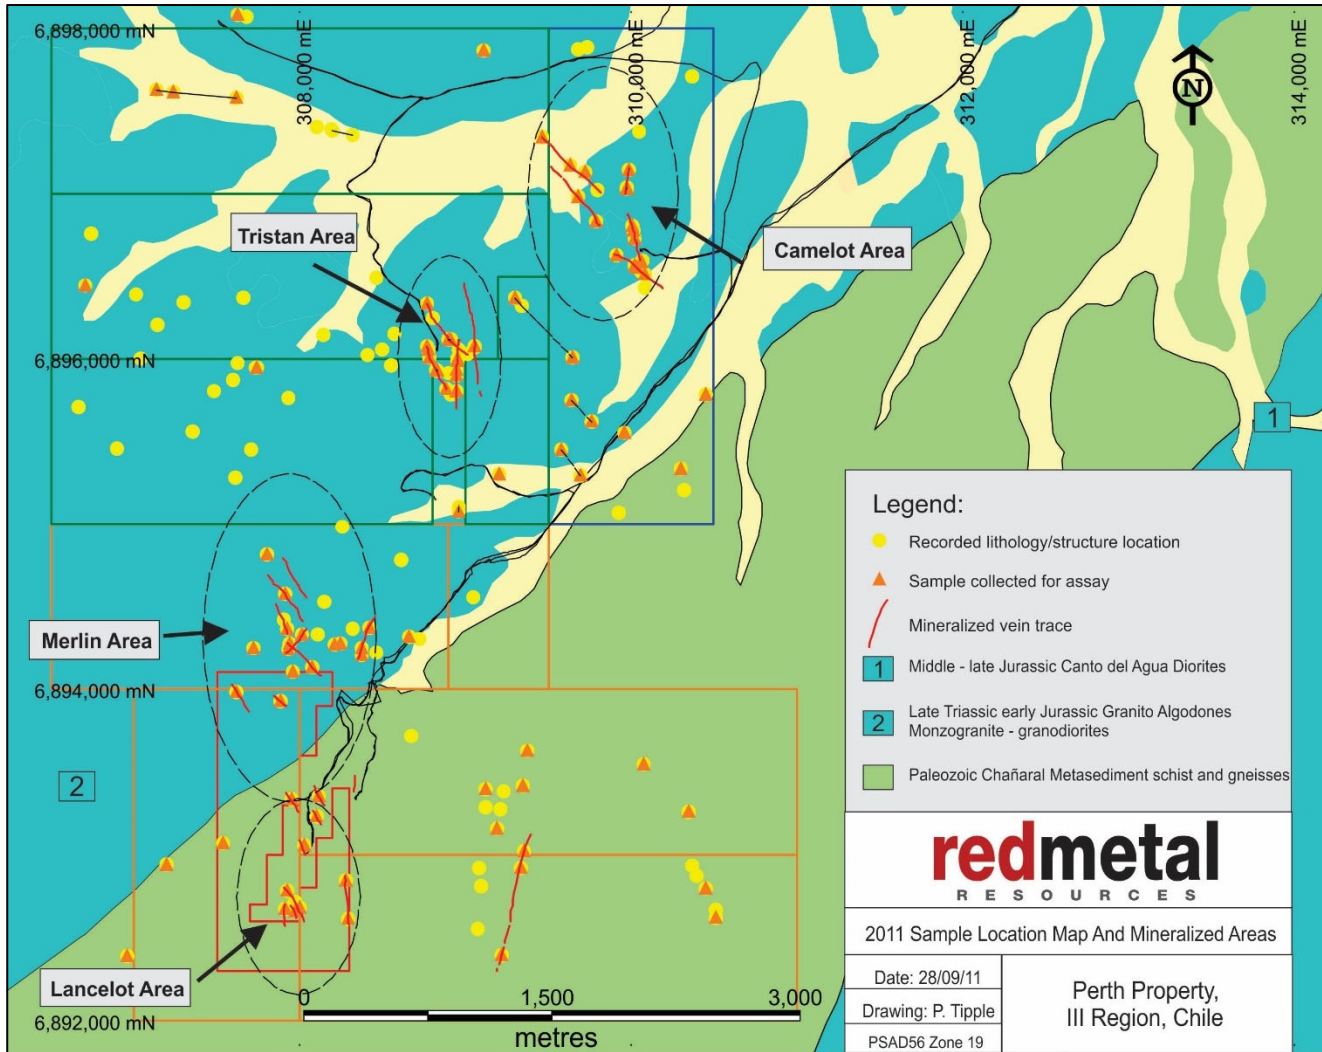 6,898,000 mN
308,000 mE
310,000 mE
312,000 mE
314,000 mE
N
Tristan Area
Camelot Area
6,896,000 mN
1
Merlin Area
6,894,000 mN
2
Lancelot Area
6,892,000 mN
0 1,500 3,000
metres
Legend:
Recorded lithology/structure location
Sample collected for assay
Mineralized vein trace
1 Middle - late Jurassic Canto del Agua Diorites
2 Late Triassic early Jurassic Granito Algodones
Monzogranite - granodiorites
Paleozoic Chañaral Metasediment schist and gneisses
redmetal
RESOURCES
2011 Sample Location Map And Mineralized Areas
Date: 28/09/11
Drawing: P. Tipple
PSAD56 Zone 19
Perth Property,
III Region, Chile